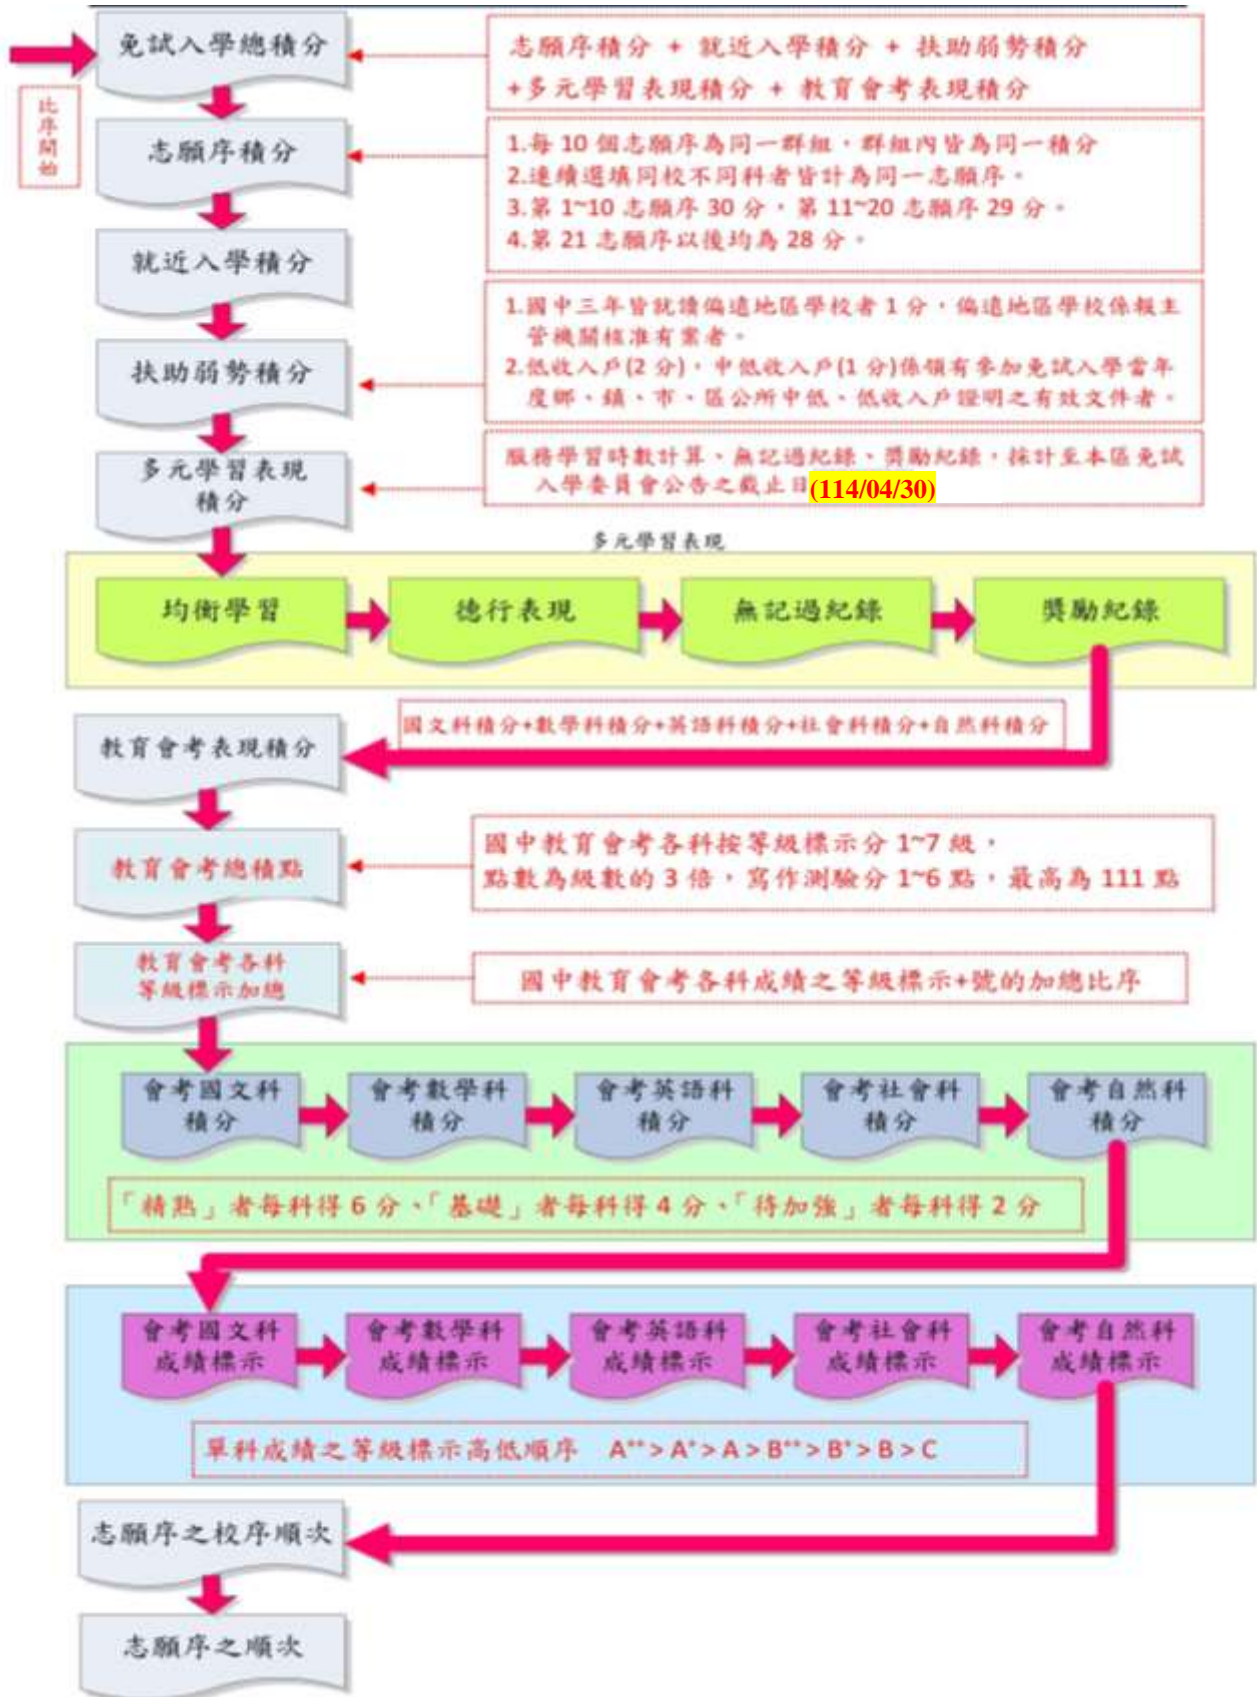 免試入學總積分
志願序積分 + 就近入學積分 + 扶助弱勢積分
+多元學習表現積分 + 教育會考表現積分
比序開始
志願序積分
1.每 10 個志願序為同一群組，群組內皆為同一積分
2.連續選填同校不同科者皆計為同一志願序。
3.第 1~10 志願序 30 分，第 11~20 志願序 29 分。
4.第 21 志願序以後均為 28 分。
就近入學積分
扶助弱勢積分
1.國中三年皆就讀偏遠地區學校者 1 分，偏遠地區學校係報主
管機關核准有案者。
2.低收入戶(2 分)，中低收入戶(1 分)係領有參加免試入學當年
度鄉、鎮、市、區公所中低、低收入戶證明之有效文件者。
多元學習表現
積分
服務學習時數計算、無記過紀錄、獎勵紀錄，採計至本區免試
入學委員會公告之截止日(114/04/30)
多元學習表現
均衡學習
德行表現
無記過紀錄
獎勵紀錄
國文科積分+數學科積分+英語科積分+社會科積分+自然科積分
教育會考表現積分
教育會考總積點
國中教育會考各科按等級標示分 1~7 級，
點數為級數的 3 倍，寫作測驗分 1~6 點，最高為 111 點
教育會考各科
等級標示加總
國中教育會考各科成績之等級標示+號的加總比序
會考國文科
積分
會考數學科
積分
會考英語科
積分
會考社會科
積分
會考自然科
積分
「精熟」者每科得 6 分、「基礎」者每科得 4 分、「待加強」者每科得 2 分
會考國文科
成績標示
會考數學科
成績標示
會考英語科
成績標示
會考社會科
成績標示
會考自然科
成績標示
單科成績之等級標示高低順序 A⁺⁺ > A⁺ > A > B⁺⁺ > B⁺ > B > C
志願序之校序順次
志願序之順次